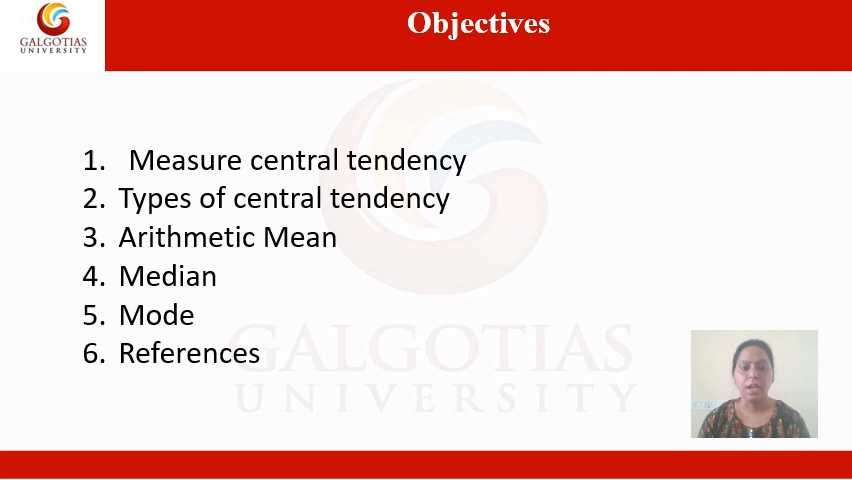 Objectives
GALGOTIAS
UNIVERSITY
1. Measure central tendency
2. Types of central tendency
3. Arithmetic Mean
4. Median
5. Mode
6. References
GALGOTIAS
UNIVERSITY